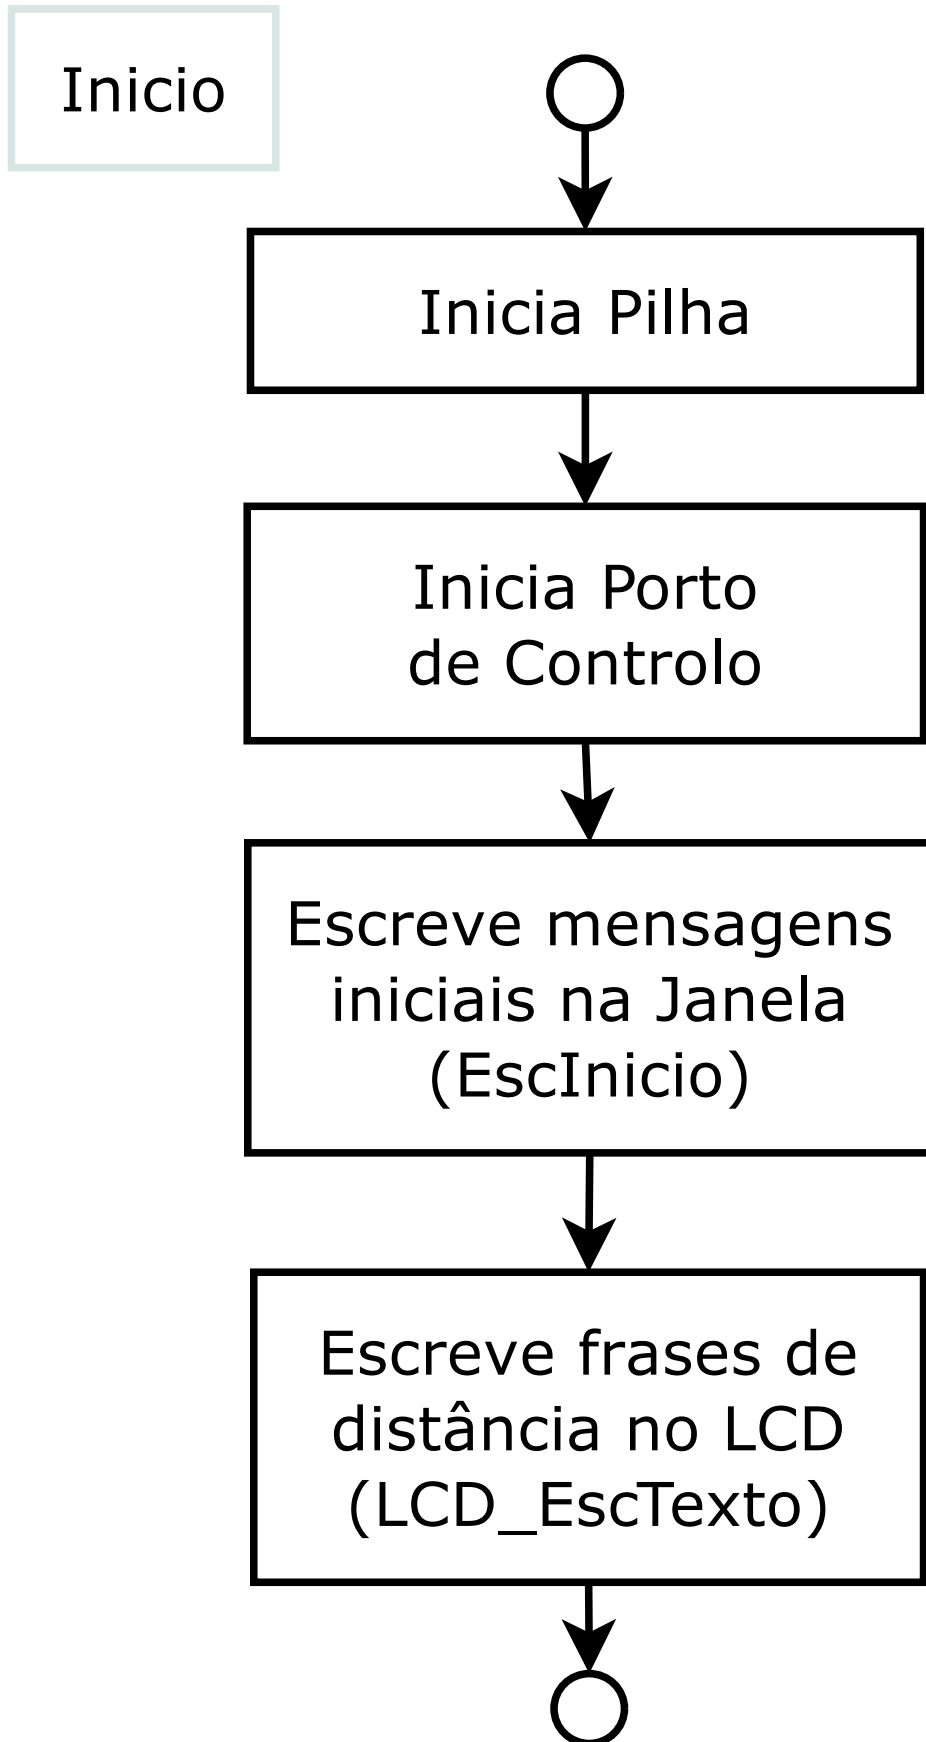 Inicio
Inicia Pilha
Inicia Porto
de Controlo
Escreve mensagens
iniciais na Janela
(EscInicio)
Escreve frases de
distância no LCD
(LCD_EscTexto)